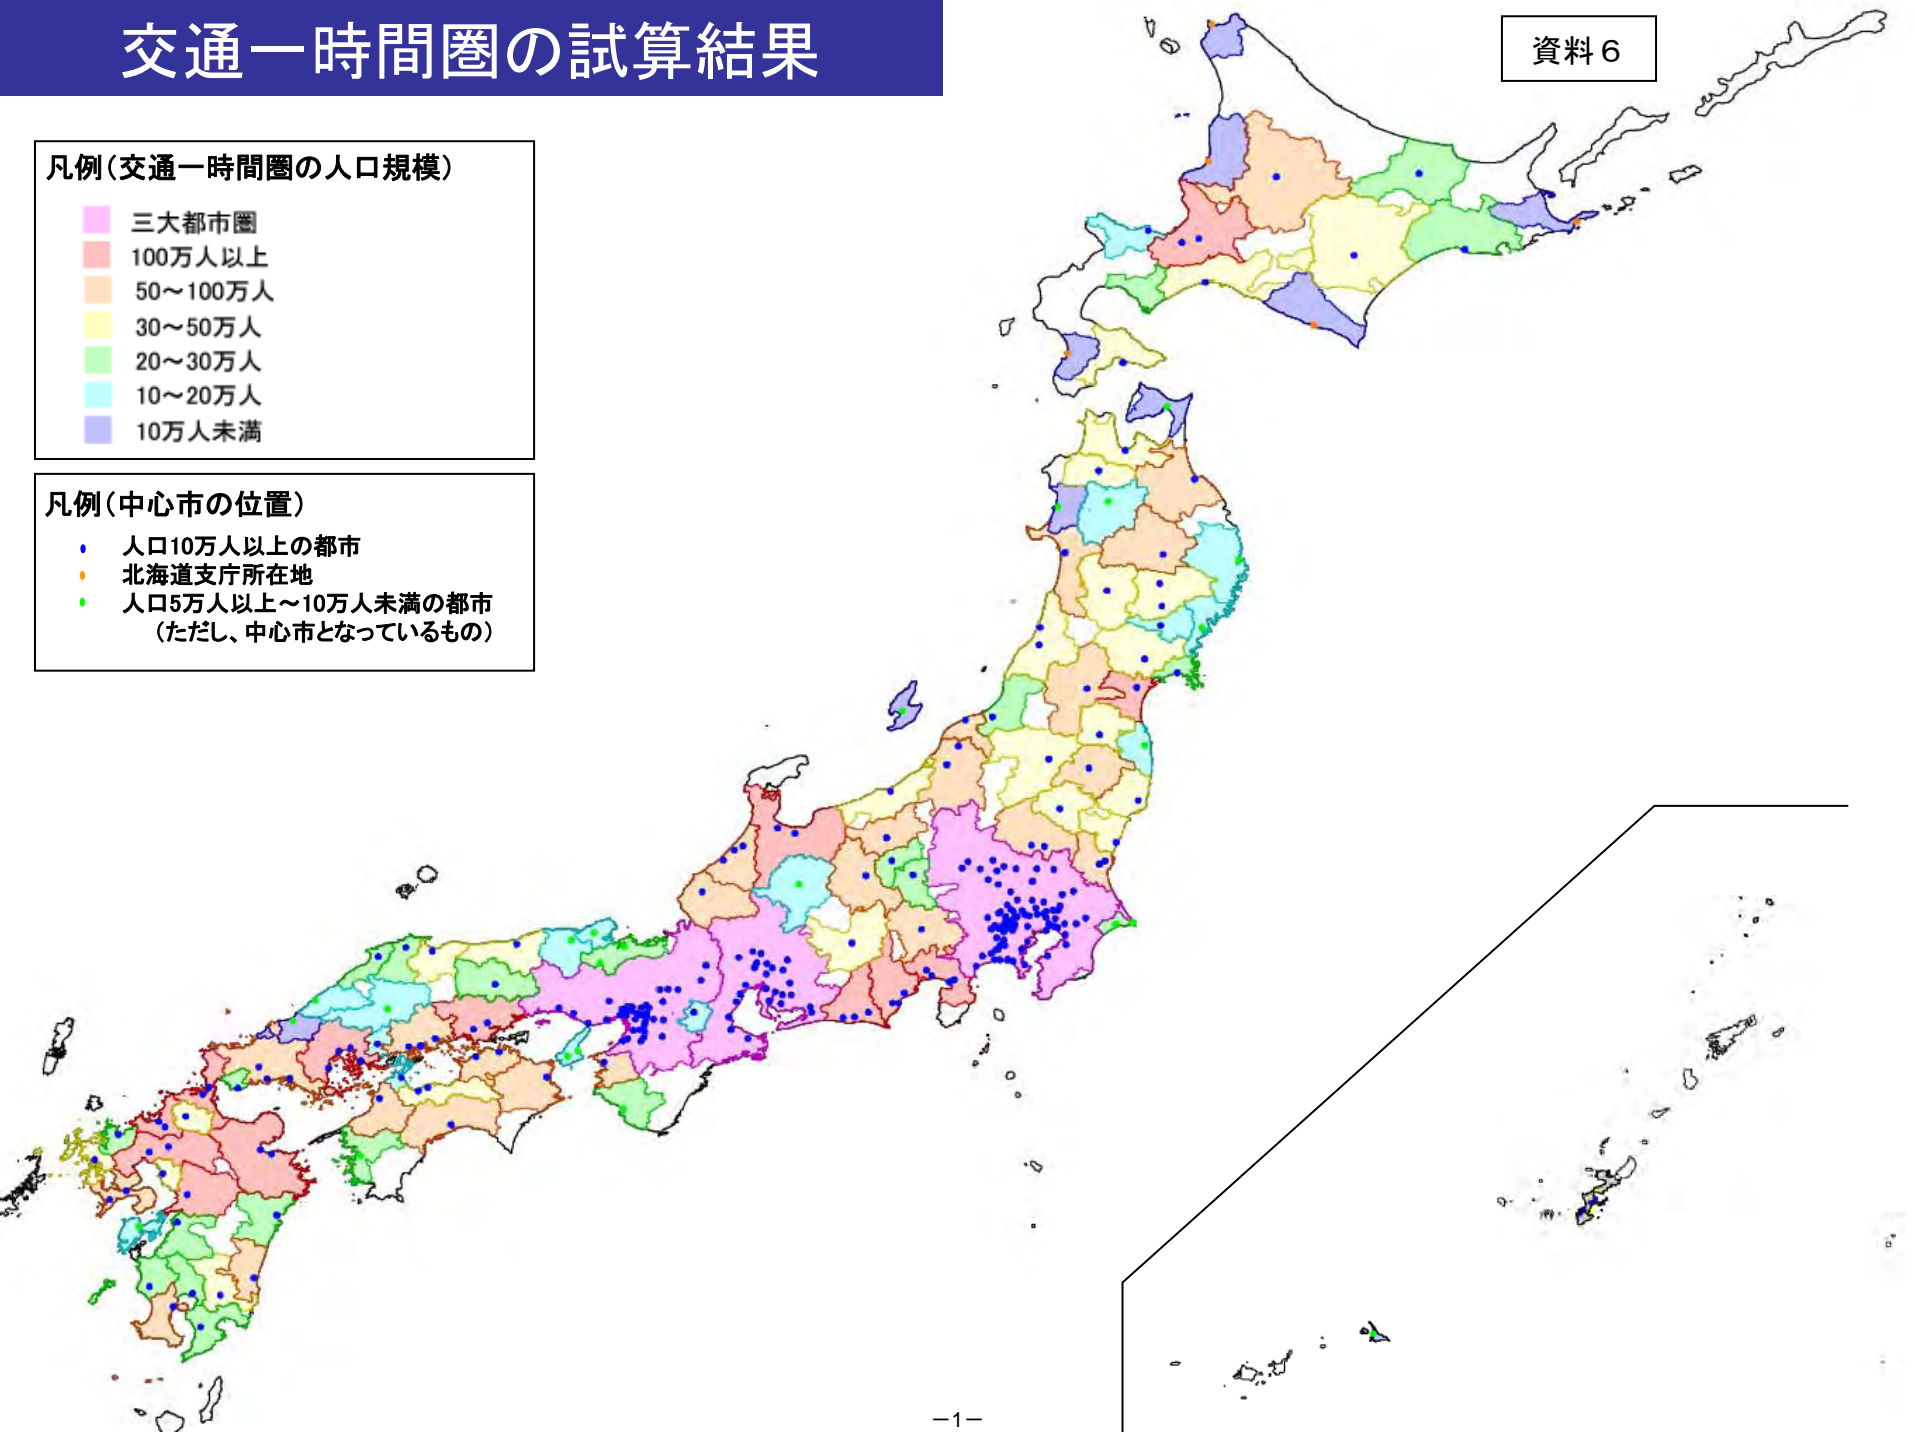 交通一時間圏の試算結果
資料６
凡例（交通一時間圏の人口規模）
三大都市圏
100万人以上
50～100万人
30～50万人
20～30万人
10～20万人
10万人未満
凡例（中心市の位置）
人口10万人以上の都市
北海道支庁所在地
人口5万人以上～10万人未満の都市
（ただし、中心市となっているもの）
－1－